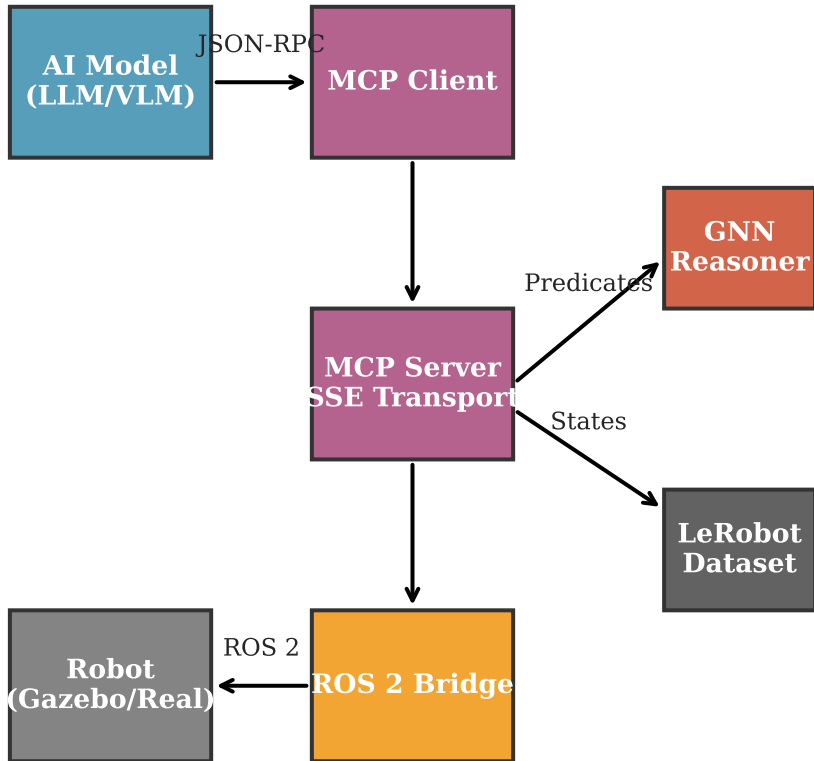 JSON-RPC
AI Model
(LLM/VLM)
MCP Client
GNN
Reasoner
Predicates
MCP Server
SSE Transport
States
LeRobot
Dataset
ROS 2
Robot
(Gazebo/Real)
ROS 2 Bridge